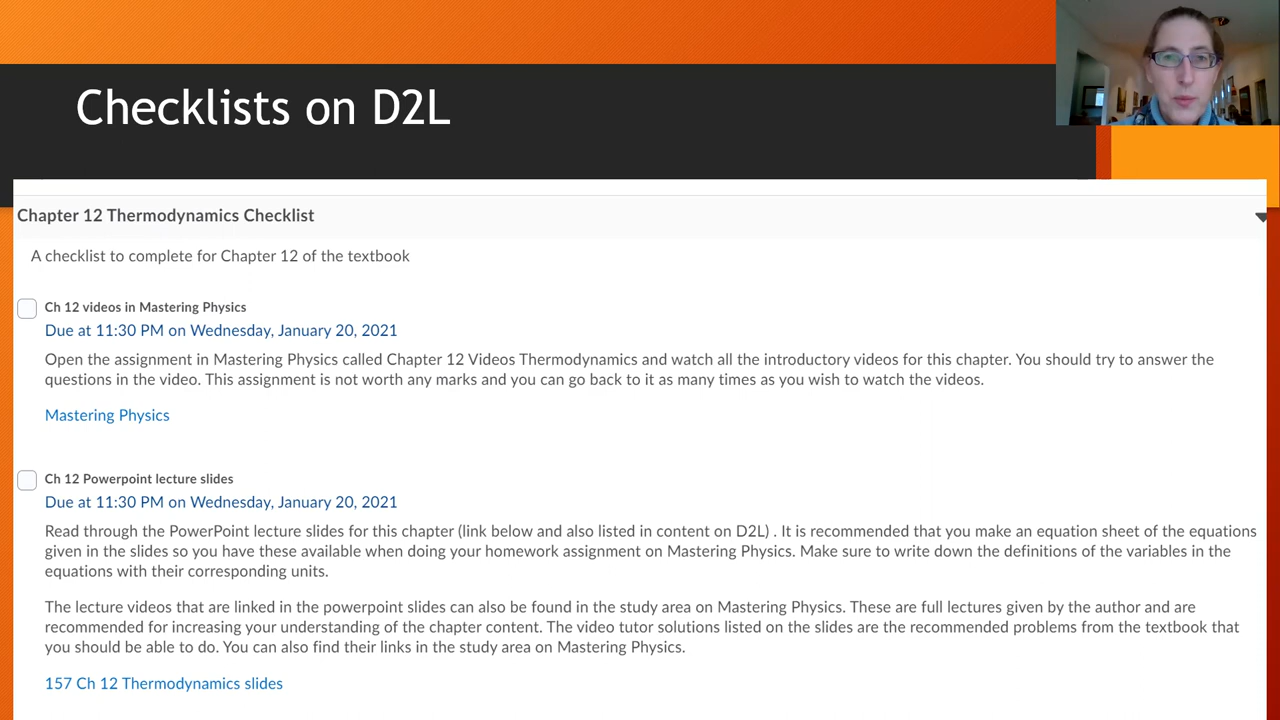 Checklists on D2L
Chapter 12 Thermodynamics Checklist
A checklist to complete for Chapter 12 of the textbook
Ch 12 videos in Mastering Physics
Due at 11:30 PM on Wednesday, January 20, 2021
Open the assignment in Mastering Physics called Chapter 12 Videos Thermodynamics and watch all the introductory videos for this chapter. You should try to answer the
questions in the video. This assignment is not worth any marks and you can go back to it as many times as you wish to watch the videos.
Mastering Physics
Ch 12 Powerpoint lecture slides
Due at 11:30 PM on Wednesday, January 20, 2021
Read through the PowerPoint lecture slides for this chapter (link below and also listed in content on D2L) . It is recommended that you make an equation sheet of the equations
given in the slides so you have these available when doing your homework assignment on Mastering Physics. Make sure to write down the definitions of the variables in the
equations with their corresponding units.
The lecture videos that are linked in the powerpoint slides can also be found in the study area on Mastering Physics. These are full lectures given by the author and are
recommended for increasing your understanding of the chapter content. The video tutor solutions listed on the slides are the recommended problems from the textbook that
you should be able to do. You can also find their links in the study area on Mastering Physics.
157 Ch 12 Thermodynamics slides